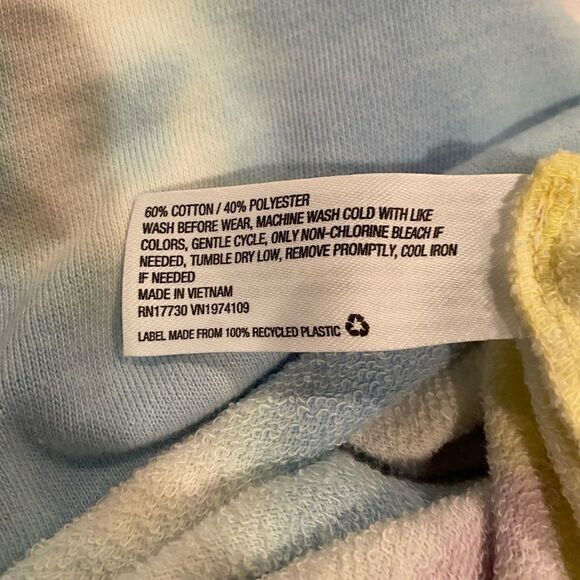 60% COTTON / 40% POLYESTER
WASH BEFORE WEAR, MACHINE WASH COLD WITH LIKE
COLORS, GENTLE CYCLE, ONLY NON-CHLORINE BLEACH IF
NEEDED, TUMBLE DRY LOW, REMOVE PROMPTLY, COOL IRON
IF NEEDED
MADE IN VIETNAM
RN17730 VN1974109
LABEL MADE FROM 100% RECYCLED PLASTIC